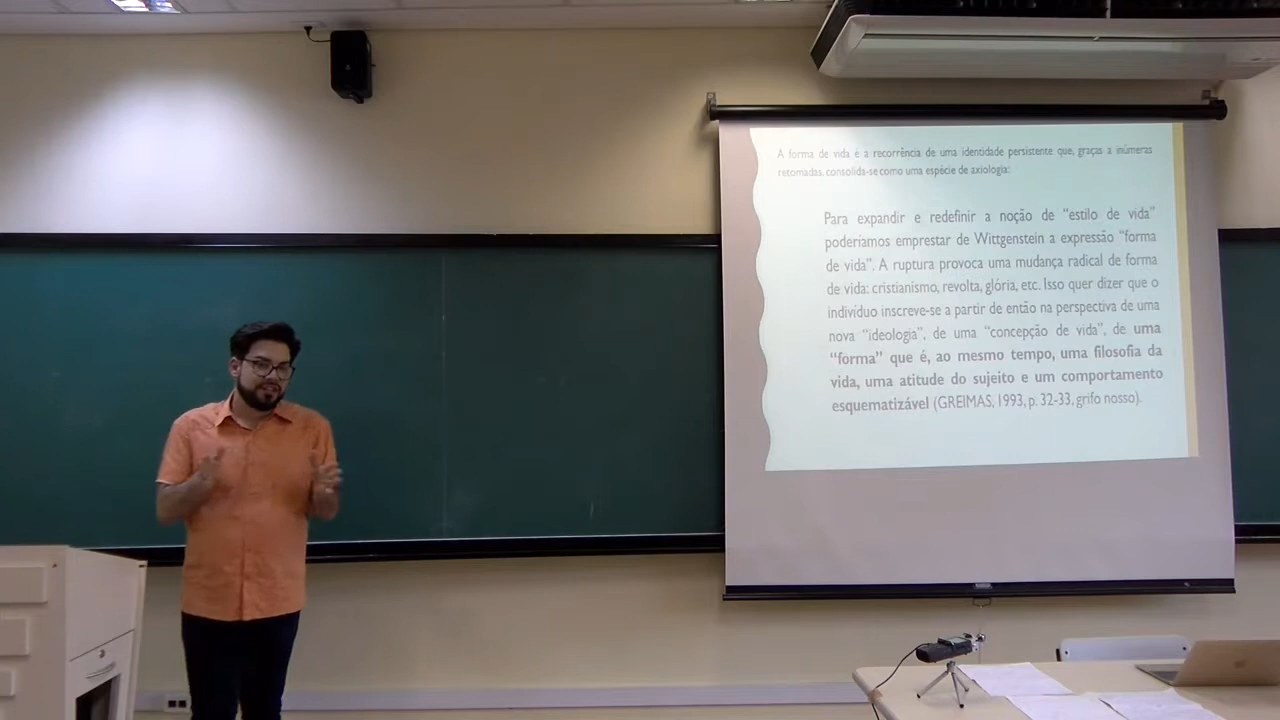 A forma de vida é a recorrência de uma identidade persistente que, graças a inúmeras
retomadas, consolida-se como uma espécie de axiologia:
Para expandir e redefinir a noção de “estilo de vida”
poderíamos emprestar de Wittgenstein a expressão “forma
de vida”. A ruptura provoca uma mudança radical de forma
de vida: cristianismo, revolta, glória, etc. Isso quer dizer que o
indivíduo inscreve-se a partir de então na perspectiva de uma
nova “ideologia”, de uma “concepção de vida”, de uma
“forma” que é, ao mesmo tempo, uma filosofia da
vida, uma atitude do sujeito e um comportamento
esquematizável (GREIMAS, 1993, p. 32-33, grifo nosso).